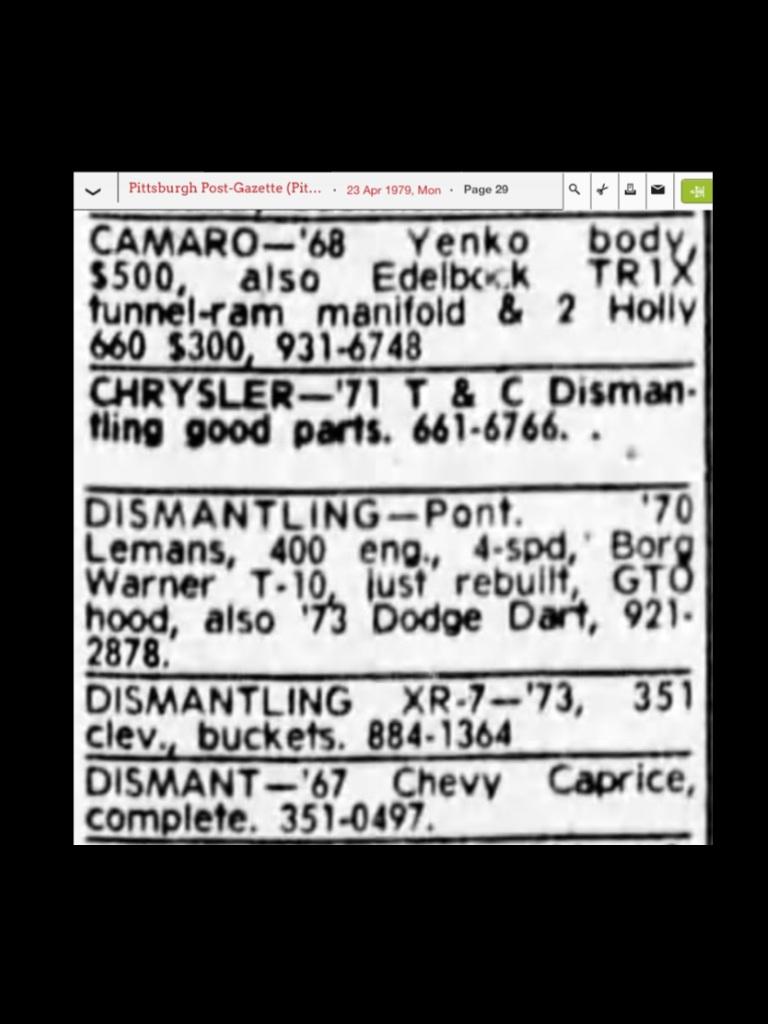 Pittsburgh Post-Gazette (Pit... · 23 Apr 1979, Mon · Page 29
CAMARO—'68 Yenko body,
$500, also Edelbock TR1X
tunnel-ram manifold & 2 Holly
660 $300, 931-6748
CHRYSLER—'71 T & C Disman-
tling good parts. 661-6766. .
DISMANTLING—Pont. '70
Lemans, 400 eng., 4-spd, Borg
Warner T-10, just rebuilt, GTO
hood, also '73 Dodge Dart, 921-
2878.
DISMANTLING XR-7—'73, 351
clev., buckets. 884-1364
DISMANT—'67 Chevy Caprice,
complete. 351-0497.